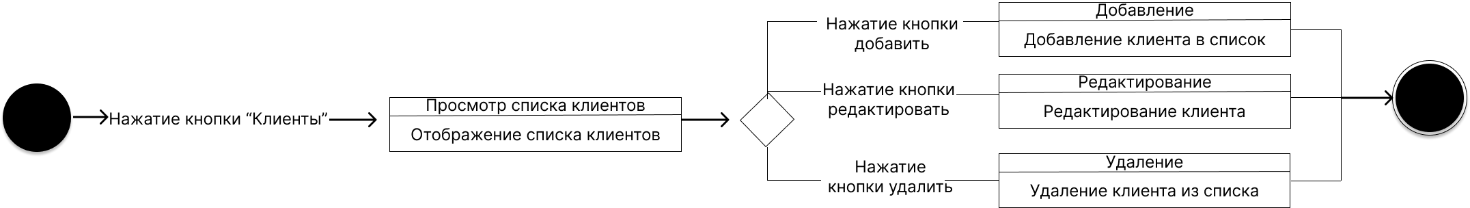 Нажатие кнопки “Клиенты”
Просмотр списка клиентов
Отображение списка клиентов
Нажатие кнопки
добавить
Добавление
Добавление клиента в список
Нажатие кнопки
редактировать
Редактирование
Редактирование клиента
Нажатие
кнопки удалить
Удаление
Удаление клиента из списка